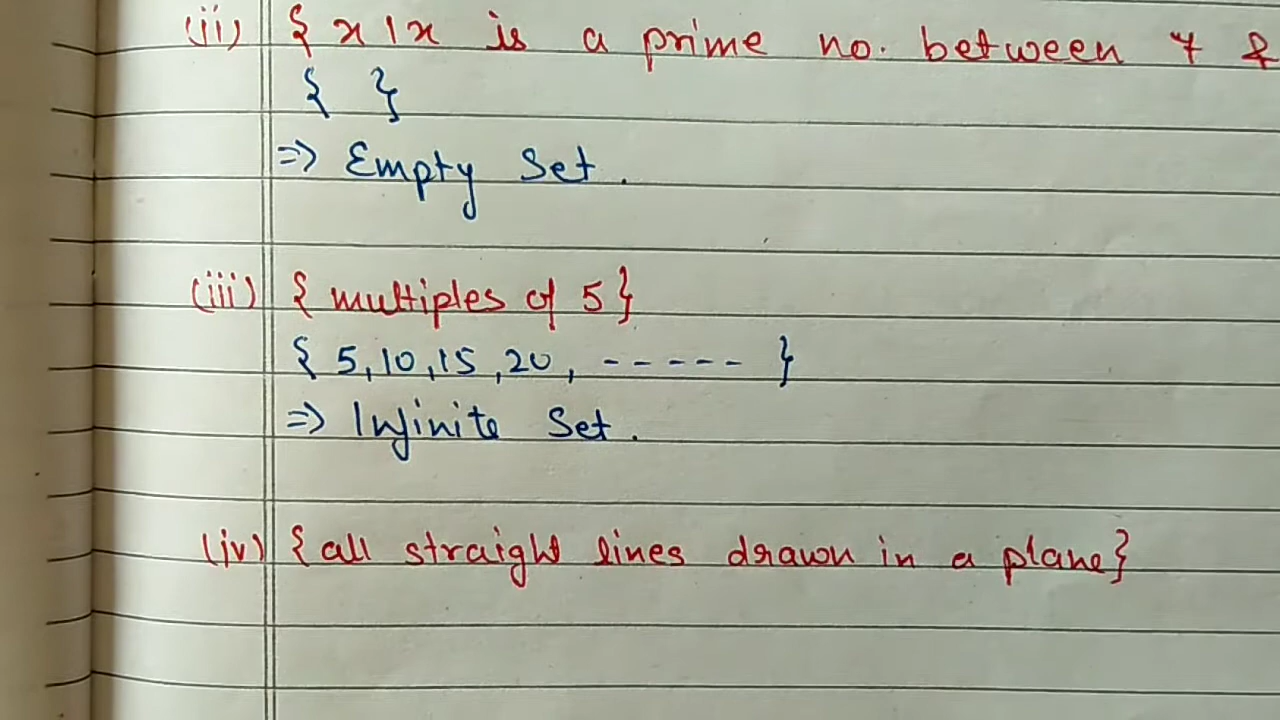 (ii) { x | x is a prime no. between 7 &
{ }
=> Empty Set.
(iii) { multiples of 5}
{ 5, 10, 15, 20, ----- }
=> Infinite Set.
(iv) {all straight lines drawn in a plane}